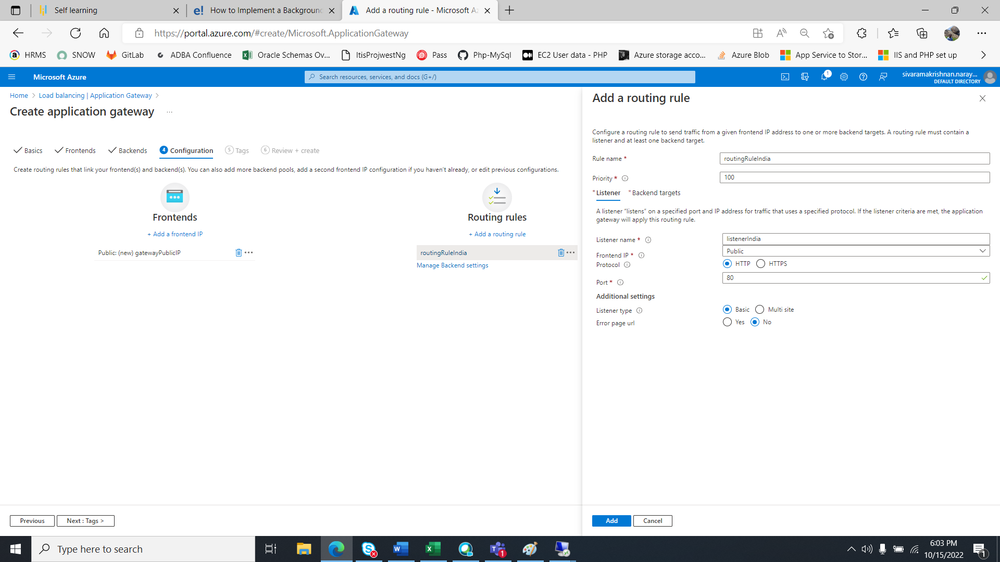 Self learning
How to Implement a Background
Add a routing rule - Microsoft Az
https://portal.azure.com/#create/Microsoft.ApplicationGateway
HRMS
SNOW
GitLab
ADBA Confluence
Oracle Schemas Ov...
ItisProjwestNg
Pass
Php-MySql
EC2 User data - PHP
Azure storage acco...
Azure Blob
App Service to Stor...
IIS and PHP set up
Microsoft Azure
Search resources, services, and docs (G+/)
1
sivaramakrishnan.naray...
DEFAULT DIRECTORY
Home > Load balancing | Application Gateway >
Create application gateway ...
Basics
Frontends
Backends
4 Configuration
5 Tags
6 Review + create
Create routing rules that link your frontend(s) and backend(s). You can also add more backend pools, add a second frontend IP configuration if you haven't already, or edit previous configurations.
Frontends
+ Add a frontend IP
Public: (new) gatewayPublicIP
Routing rules
+ Add a routing rule
routingRuleIndia
Manage Backend settings
Previous
Next : Tags >
Add a routing rule
Configure a routing rule to send traffic from a given frontend IP address to one or more backend targets. A routing rule must contain a
listener and at least one backend target.
Rule name *
routingRuleIndia
Priority *
100
* Listener
* Backend targets
A listener “listens” on a specified port and IP address for traffic that uses a specified protocol. If the listener criteria are met, the application
gateway will apply this routing rule.
Listener name *
listenerIndia
Frontend IP *
Public
Protocol
HTTP
HTTPS
Port *
80
Additional settings
Listener type
Basic
Multi site
Error page url
Yes
No
Add
Cancel
Type here to search
1
6:03 PM
10/15/2022
1